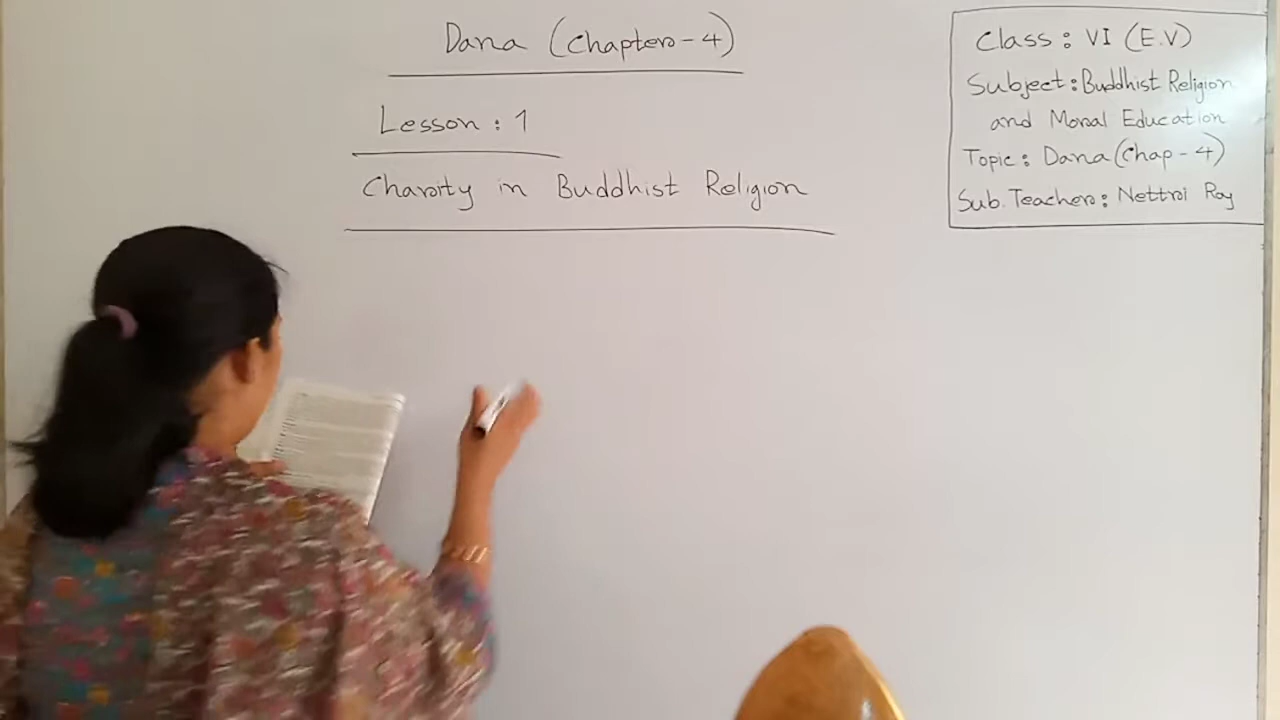 Dana (Chapter-4)
Lesson : 1
Charity in Buddhist Religion
Class : VI (E.V)
Subject : Buddhist Religion
and Moral Education
Topic : Dana (Chap-4)
Sub. Teacher : Nettroi Roy